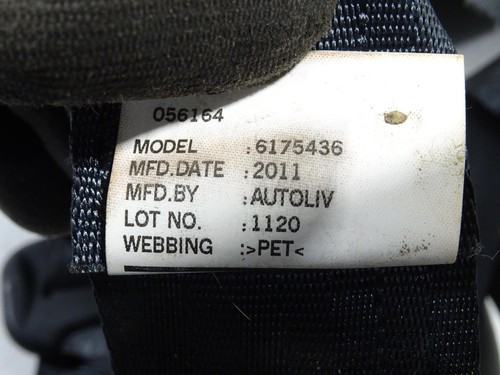 056164
MODEL :6175436
MFD.DATE :2011
MFD.BY :AUTOLIV
LOT NO. :1120
WEBBING :>PET<